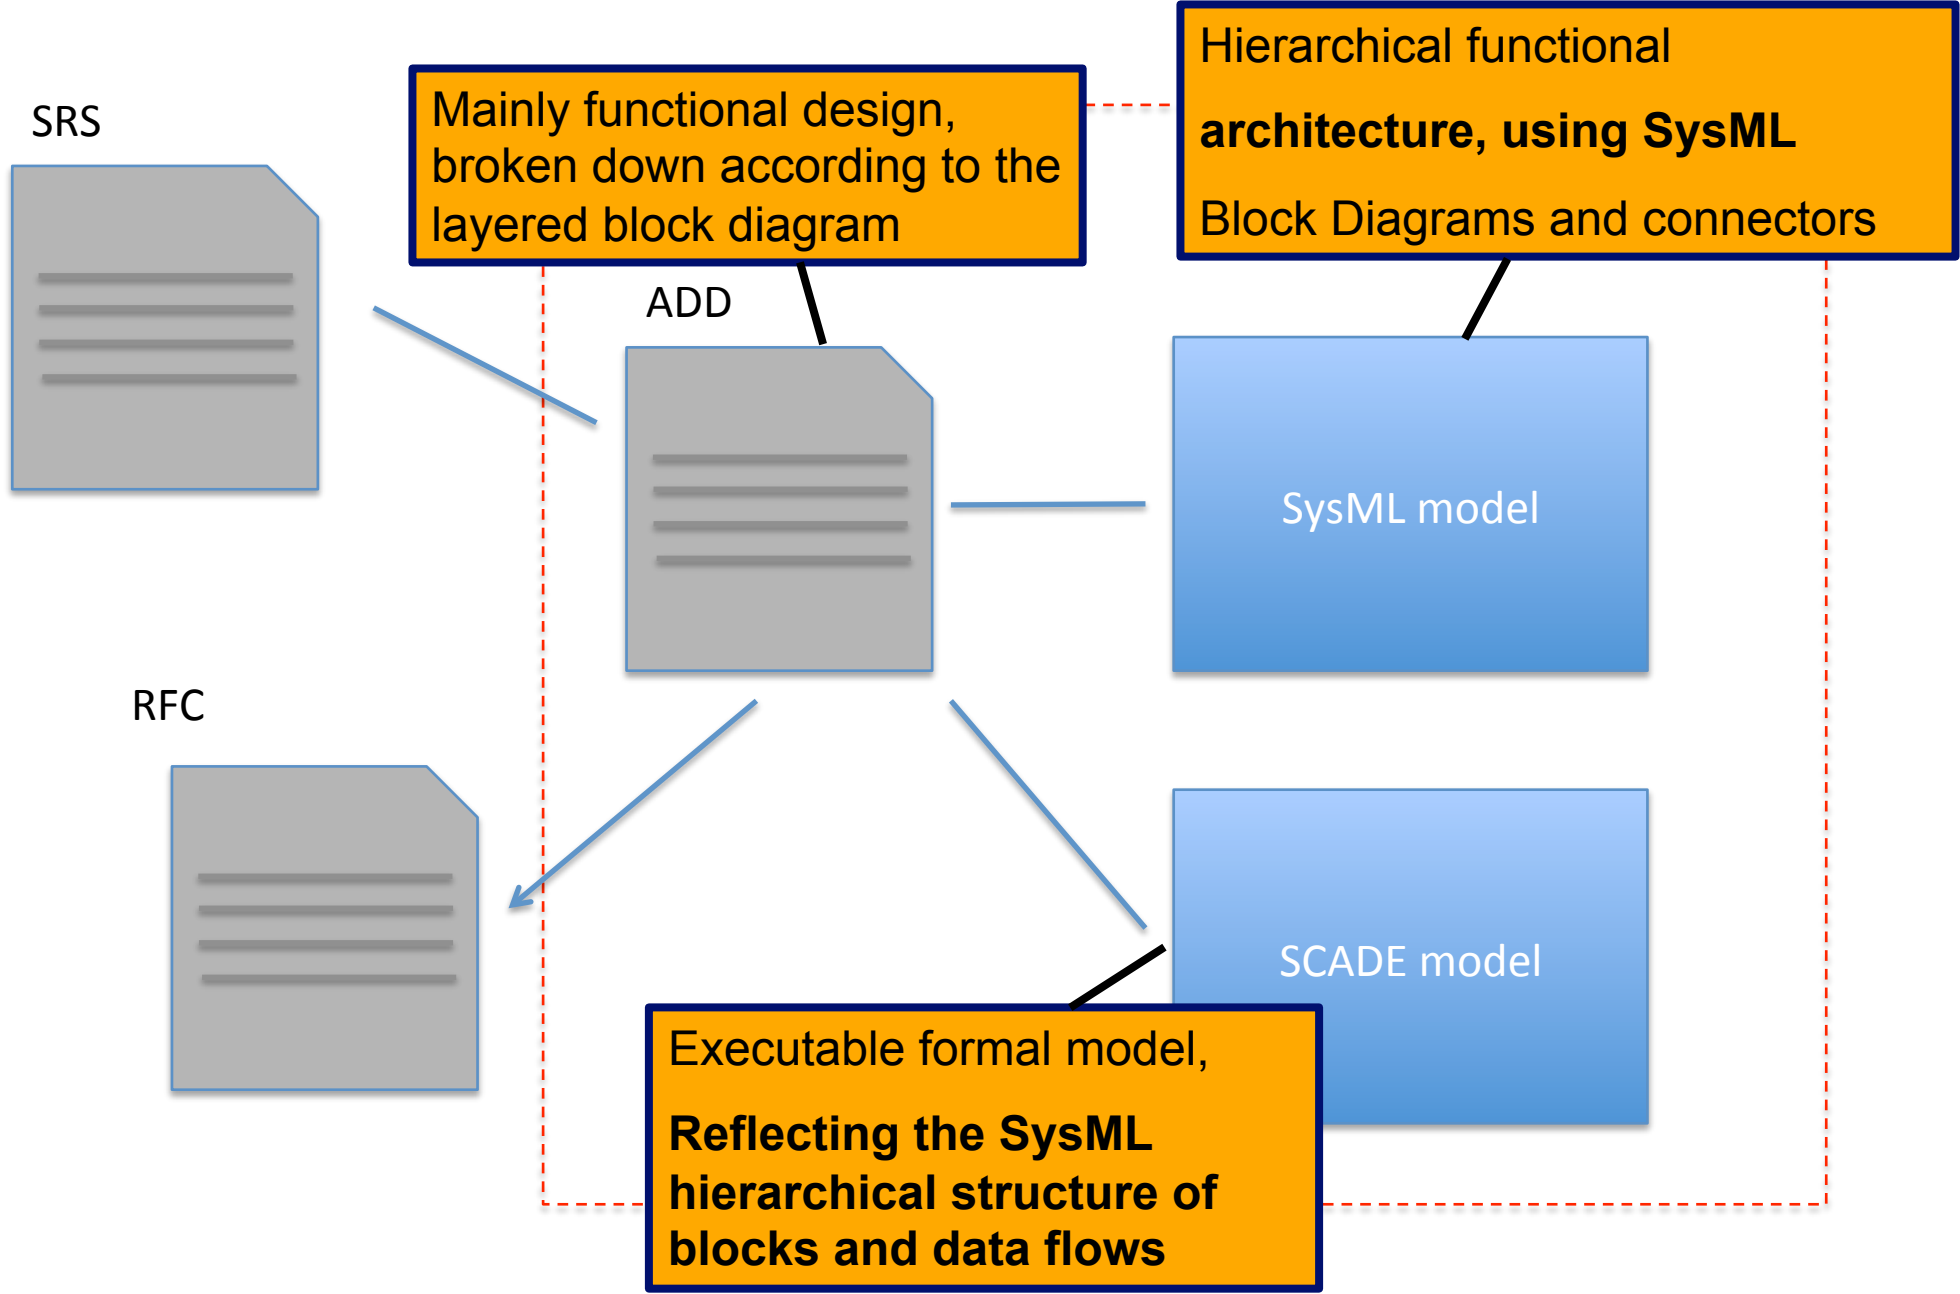 Hierarchical functional
architecture, using SysML
Block Diagrams and connectors
Mainly functional design,
broken down according to the
layered block diagram
SRS
ADD
SysML model
RFC
SCADE model
Executable formal model,
Reflecting the SysML
hierarchical structure of
blocks and data flows